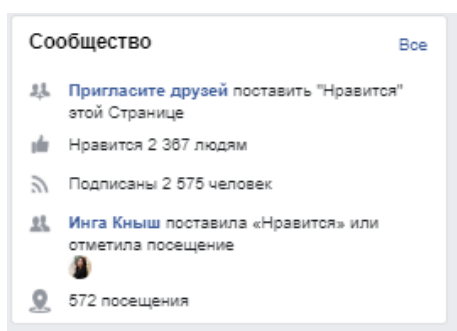 Сообщество
Все
Пригласите друзей поставить "Нравится"
этой Странице
Нравится 2 367 людям
Подписаны 2 575 человек
Инга Кныш поставила «Нравится» или
отметила посещение
572 посещения